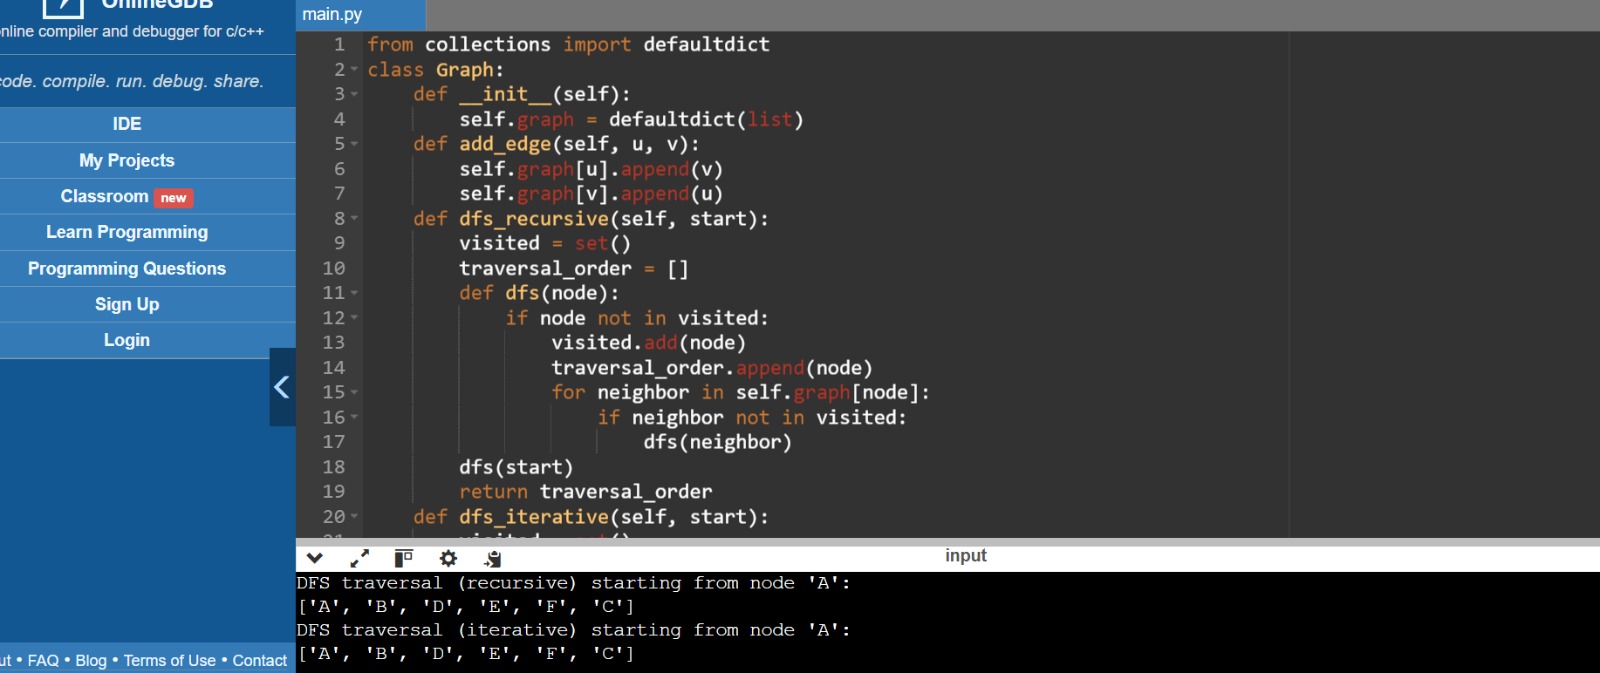 OnlineGDB
online compiler and debugger for c/c++
code. compile. run. debug. share.
IDE
My Projects
Classroom new
Learn Programming
Programming Questions
Sign Up
Login
FAQ • Blog • Terms of Use • Contact
main.py
1 from collections import defaultdict
2 class Graph:
3     def __init__(self):
4         self.graph = defaultdict(list)
5     def add_edge(self, u, v):
6         self.graph[u].append(v)
7         self.graph[v].append(u)
8     def dfs_recursive(self, start):
9         visited = set()
10         traversal_order = []
11         def dfs(node):
12             if node not in visited:
13                 visited.add(node)
14                 traversal_order.append(node)
15                 for neighbor in self.graph[node]:
16                     if neighbor not in visited:
17                         dfs(neighbor)
18         dfs(start)
19         return traversal_order
20     def dfs_iterative(self, start):
input
DFS traversal (recursive) starting from node 'A':
['A', 'B', 'D', 'E', 'F', 'C']
DFS traversal (iterative) starting from node 'A':
['A', 'B', 'D', 'E', 'F', 'C']